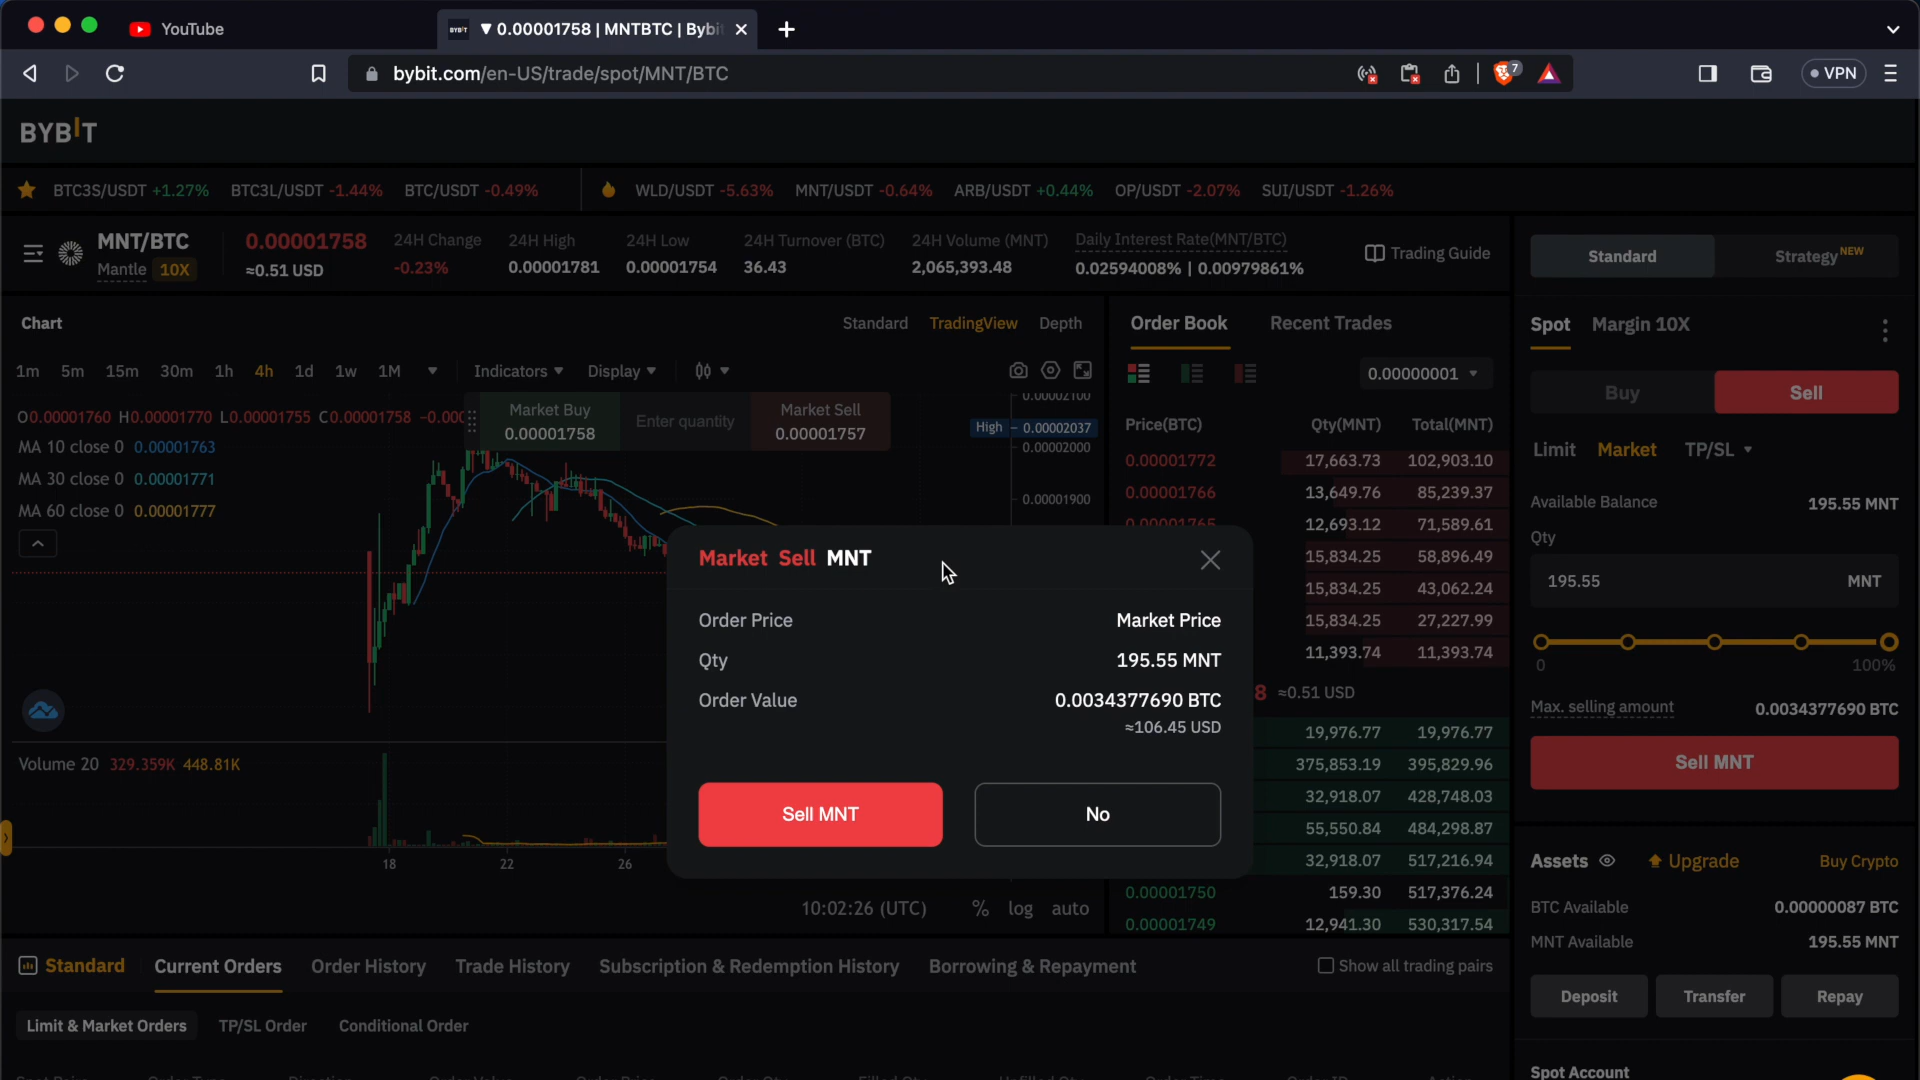 YouTube
▼ 0.00001758 | MNTBTC | Bybi
bybit.com/en-US/trade/spot/MNT/BTC
7
VPN
BYBIT
BTC3S/USDT +1.27% BTC3L/USDT -1.44% BTC/USDT -0.49% WLD/USDT -5.63% MNT/USDT -0.64% ARB/USDT +0.44% OP/USDT -2.07% SUI/USDT -1.26%
MNT/BTC
Mantle 10X
0.00001758
≈0.51 USD
24H Change
-0.23%
24H High
0.00001781
24H Low
0.00001754
24H Turnover (BTC)
36.43
24H Volume (MNT)
2,065,393.48
Daily Interest Rate(MNT/BTC)
0.02594008% | 0.00979861%
Trading Guide
Standard
Strategy NEW
Chart
Standard TradingView Depth
1m 5m 15m 30m 1h 4h 1d 1w 1M Indicators Display
O0.00001760 H0.00001770 L0.00001755 C0.00001758 -0.000
MA 10 close 0 0.00001763
MA 30 close 0 0.00001771
MA 60 close 0 0.00001777
Market Buy
0.00001758
Enter quantity
Market Sell
0.00001757
0.00002100
High 0.00002037
0.00002000
0.00001900
Volume 20 329.359K 448.81K
18 22 26
10:02:26 (UTC) % log auto
Order Book Recent Trades
0.00000001
Price(BTC) Qty(MNT) Total(MNT)
0.00001772 17,663.73 102,903.10
0.00001766 13,649.76 85,239.37
0.00001765 12,693.12 71,589.61
15,834.25 58,896.49
15,834.25 43,062.24
15,834.25 27,227.99
11,393.74 11,393.74
8 ≈0.51 USD
19,976.77 19,976.77
375,853.19 395,829.96
32,918.07 428,748.03
55,550.84 484,298.87
32,918.07 517,216.94
0.00001750 159.30 517,376.24
0.00001749 12,941.30 530,317.54
Market Sell MNT
Order Price Market Price
Qty 195.55 MNT
Order Value 0.0034377690 BTC
≈106.45 USD
Sell MNT
No
Spot Margin 10X
Buy Sell
Limit Market TP/SL
Available Balance 195.55 MNT
Qty
195.55 MNT
0 100%
Max. selling amount 0.0034377690 BTC
Sell MNT
Assets Upgrade Buy Crypto
BTC Available 0.00000087 BTC
MNT Available 195.55 MNT
Deposit Transfer Repay
Spot Account
Standard Current Orders Order History Trade History Subscription & Redemption History Borrowing & Repayment Show all trading pairs
Limit & Market Orders TP/SL Order Conditional Order